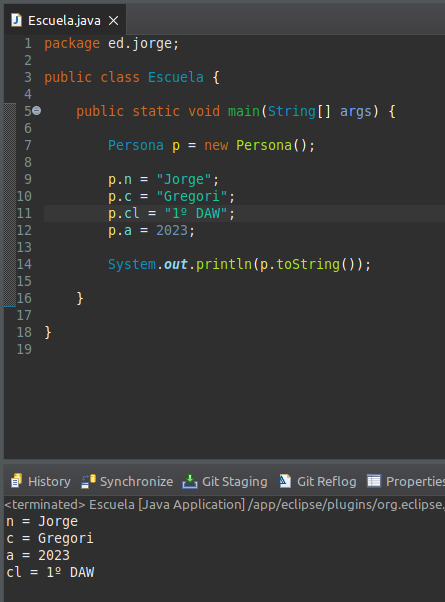 Escuela.java
1 package ed.jorge;
2
3 public class Escuela {
4
5 public static void main(String[] args) {
6
7 Persona p = new Persona();
8
9 p.n = "Jorge";
10 p.c = "Gregori";
11 p.cl = "1º DAW";
12 p.a = 2023;
13
14 System.out.println(p.toString());
15
16 }
17
18 }
19
History Synchronize Git Staging Git Reflog Properties
<terminated> Escuela [Java Application] /app/eclipse/plugins/org.eclipse.
n = Jorge
c = Gregori
a = 2023
cl = 1º DAW